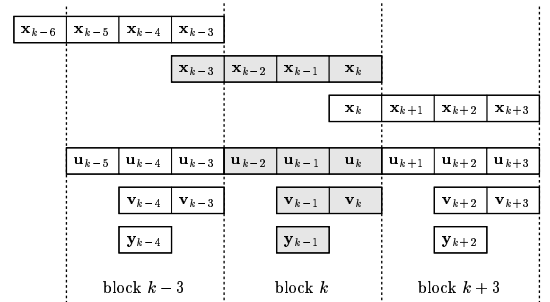 x_{k-6} x_{k-5} x_{k-4} x_{k-3}
x_{k-3} x_{k-2} x_{k-1} x_k
x_k x_{k+1} x_{k+2} x_{k+3}
u_{k-5} u_{k-4} u_{k-3} u_{k-2} u_{k-1} u_k u_{k+1} u_{k+2} u_{k+3}
v_{k-4} v_{k-3} v_{k-1} v_k v_{k+2} v_{k+3}
y_{k-4} y_{k-1} y_{k+2}
block k − 3 block k block k + 3